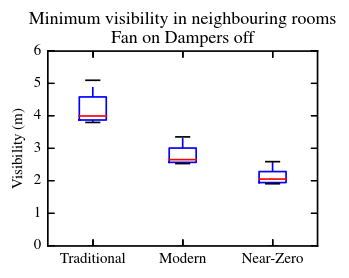 Minimum visibility in neighbouring rooms
Fan on Dampers off
6
5
4
3
2
1
0
Visibility (m)
Traditional Modern Near-Zero